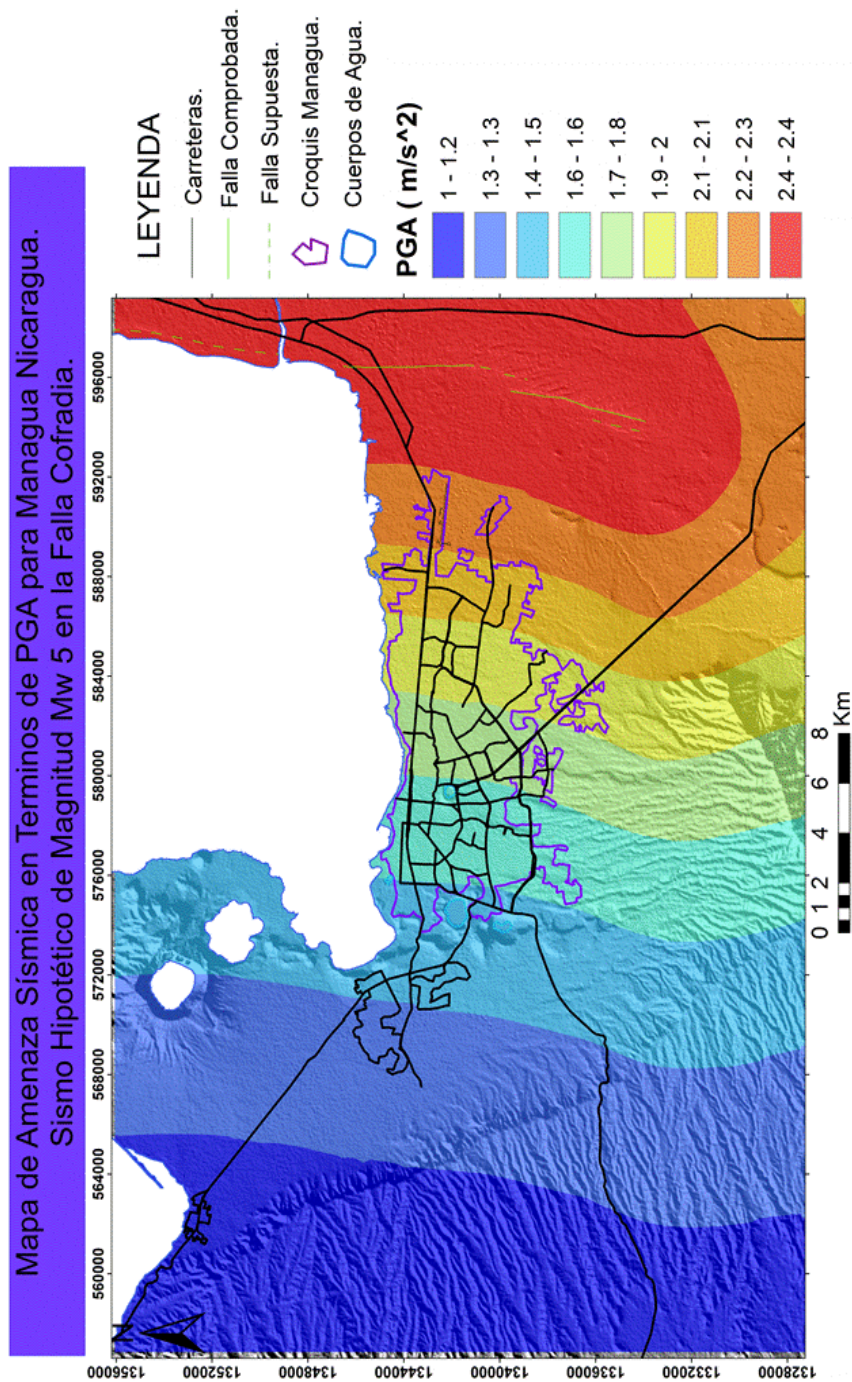 Mapa de Amenaza Sísmica en Terminos de PGA para Managua Nicaragua.
Sismo Hipotético de Magnitud Mw 5 en la Falla Cofradia.
N
560000
564000
568000
572000
576000
580000
584000
588000
592000
596000
1356000
1352000
1348000
1344000
1340000
1336000
1332000
1328000
0 1 2 4 6 8
Km
LEYENDA
Carreteras.
Falla Comprobada.
Falla Supuesta.
Croquis Managua.
Cuerpos de Agua.
PGA ( m/s^2)
1 - 1.2
1.3 - 1.3
1.4 - 1.5
1.6 - 1.6
1.7 - 1.8
1.9 - 2
2.1 - 2.1
2.2 - 2.3
2.4 - 2.4